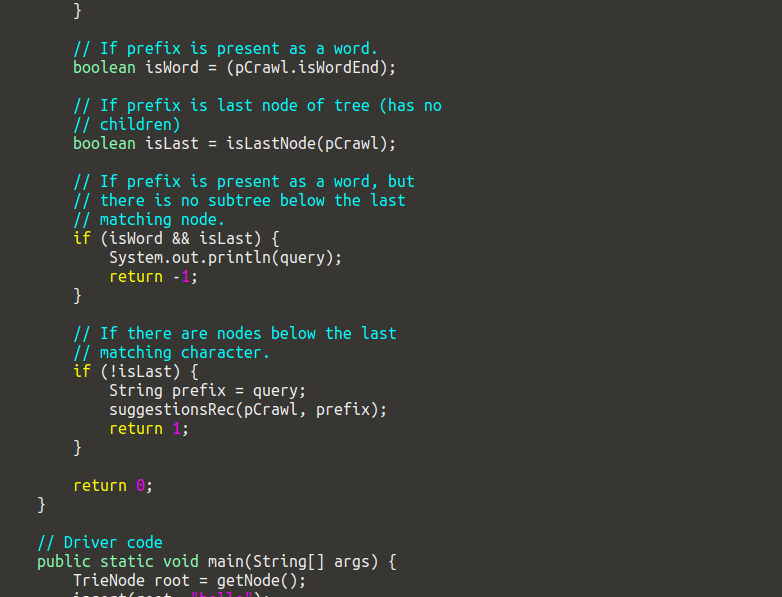 }
// If prefix is present as a word.
boolean isWord = (pCrawl.isWordEnd);
// If prefix is last node of tree (has no
// children)
boolean isLast = isLastNode(pCrawl);
// If prefix is present as a word, but
// there is no subtree below the last
// matching node.
if (isWord && isLast) {
System.out.println(query);
return -1;
}
// If there are nodes below the last
// matching character.
if (!isLast) {
String prefix = query;
suggestionsRec(pCrawl, prefix);
return 1;
}
return 0;
}
// Driver code
public static void main(String[] args) {
TrieNode root = getNode();
insert(root, "hello");